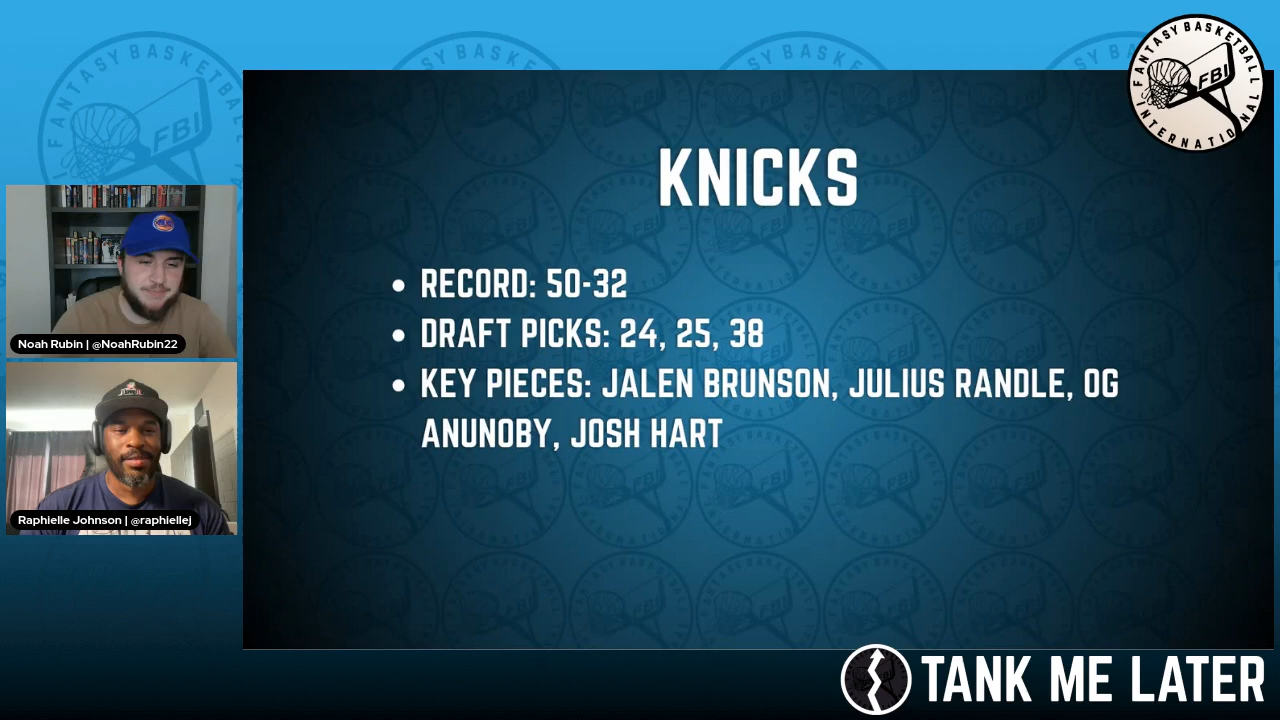 FANTASY BASKETBALL
INTERNATIONAL
FBI
KNICKS
• RECORD: 50-32
• DRAFT PICKS: 24, 25, 38
• KEY PIECES: JALEN BRUNSON, JULIUS RANDLE, OG
ANUNOBY, JOSH HART
Noah Rubin | @NoahRubin22
Raphielle Johnson | @raphiellej
TANK ME LATER